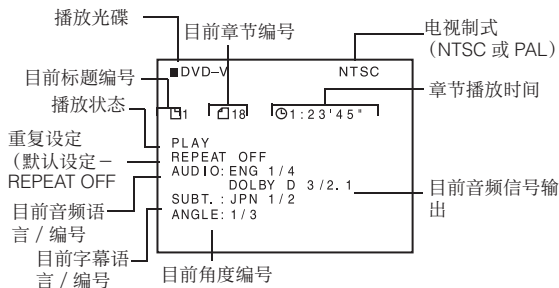 播放光碟
目前章节编号
电视制式
（NTSC 或 PAL）
■DVD–V
NTSC
目前标题编号
1
18
1:23'45"
章节播放时间
播放状态
PLAY
重复设定
（默认设定－
REPEAT OFF
REPEAT OFF
AUDIO: ENG 1/4
DOLBY D 3/2.1
目前音频信号输
出
目前音频语
言 / 编号
SUBT. : JPN 1/2
ANGLE: 1/3
目前字幕语
言 / 编号
目前角度编号